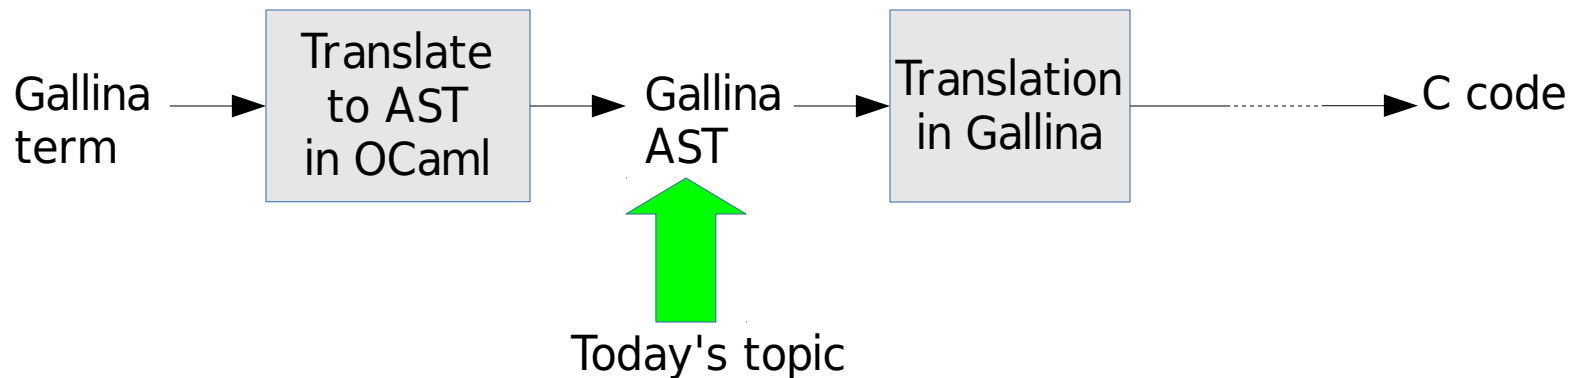 Gallina
term
Translate
to AST
in OCaml
Gallina
AST
Translation
in Gallina
C code
Today's topic